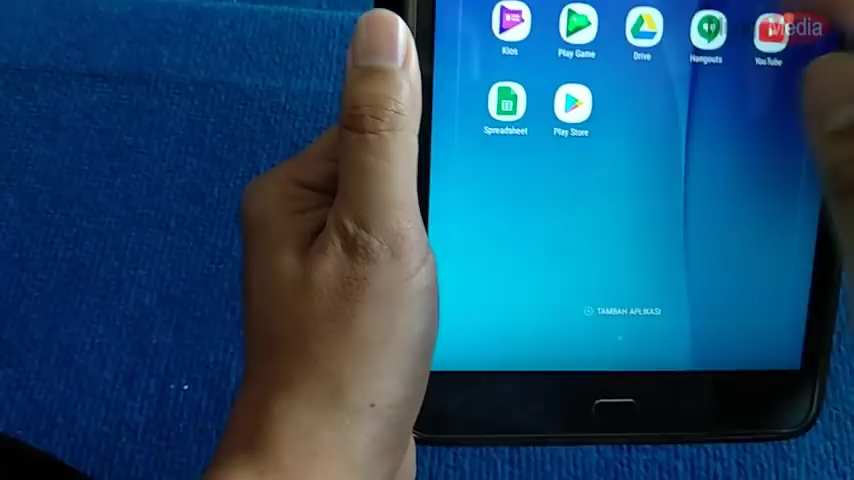 Media
Kios
Play Game
Drive
Hangouts
YouTube
Spreadsheet
Play Store
TAMBAH APLIKASI